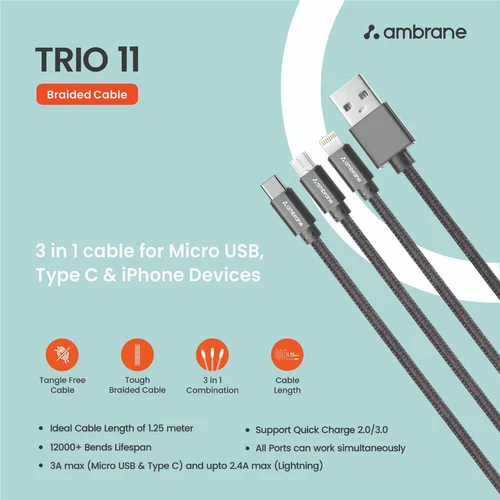 ambrane
TRIO 11
Braided Cable
ambrane
ambrane
ambrane
3 in 1 cable for Micro USB,
Type C & iPhone Devices
Tangle Free
Cable
Tough
Braided Cable
3 in 1
Combination
Cable
Length
• Ideal Cable Length of 1.25 meter
• 12000+ Bends Lifespan
• 3A max (Micro USB & Type C) and upto 2.4A max (Lightning)
• Support Quick Charge 2.0/3.0
• All Ports can work simultaneously